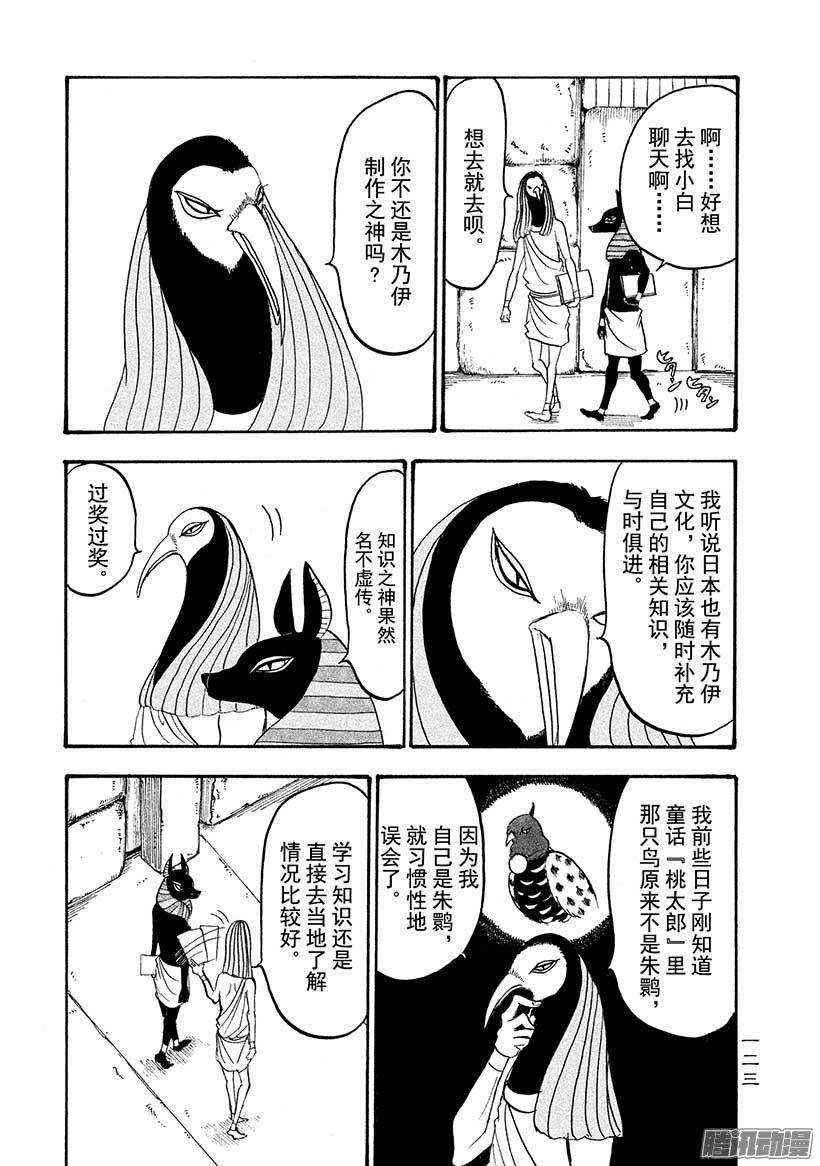 啊……好想
去找小白
聊天啊……
想去就去呗。
ピタン
ピタン
你不还是木乃伊
制作之神吗？
我听说日本也有木乃伊
文化，你应该随时补充
自己的相关知识，
与时俱进。
知识之神果然
名不虚传。
过奖过奖。
我前些日子刚知道
童话『桃太郎』里
那只鸟原来不是朱鹮，
因为我
自己是朱鹮，
就习惯性地
误会了。
学习知识还是
直接去当地了解
情况比较好。
一二三
腾讯动漫